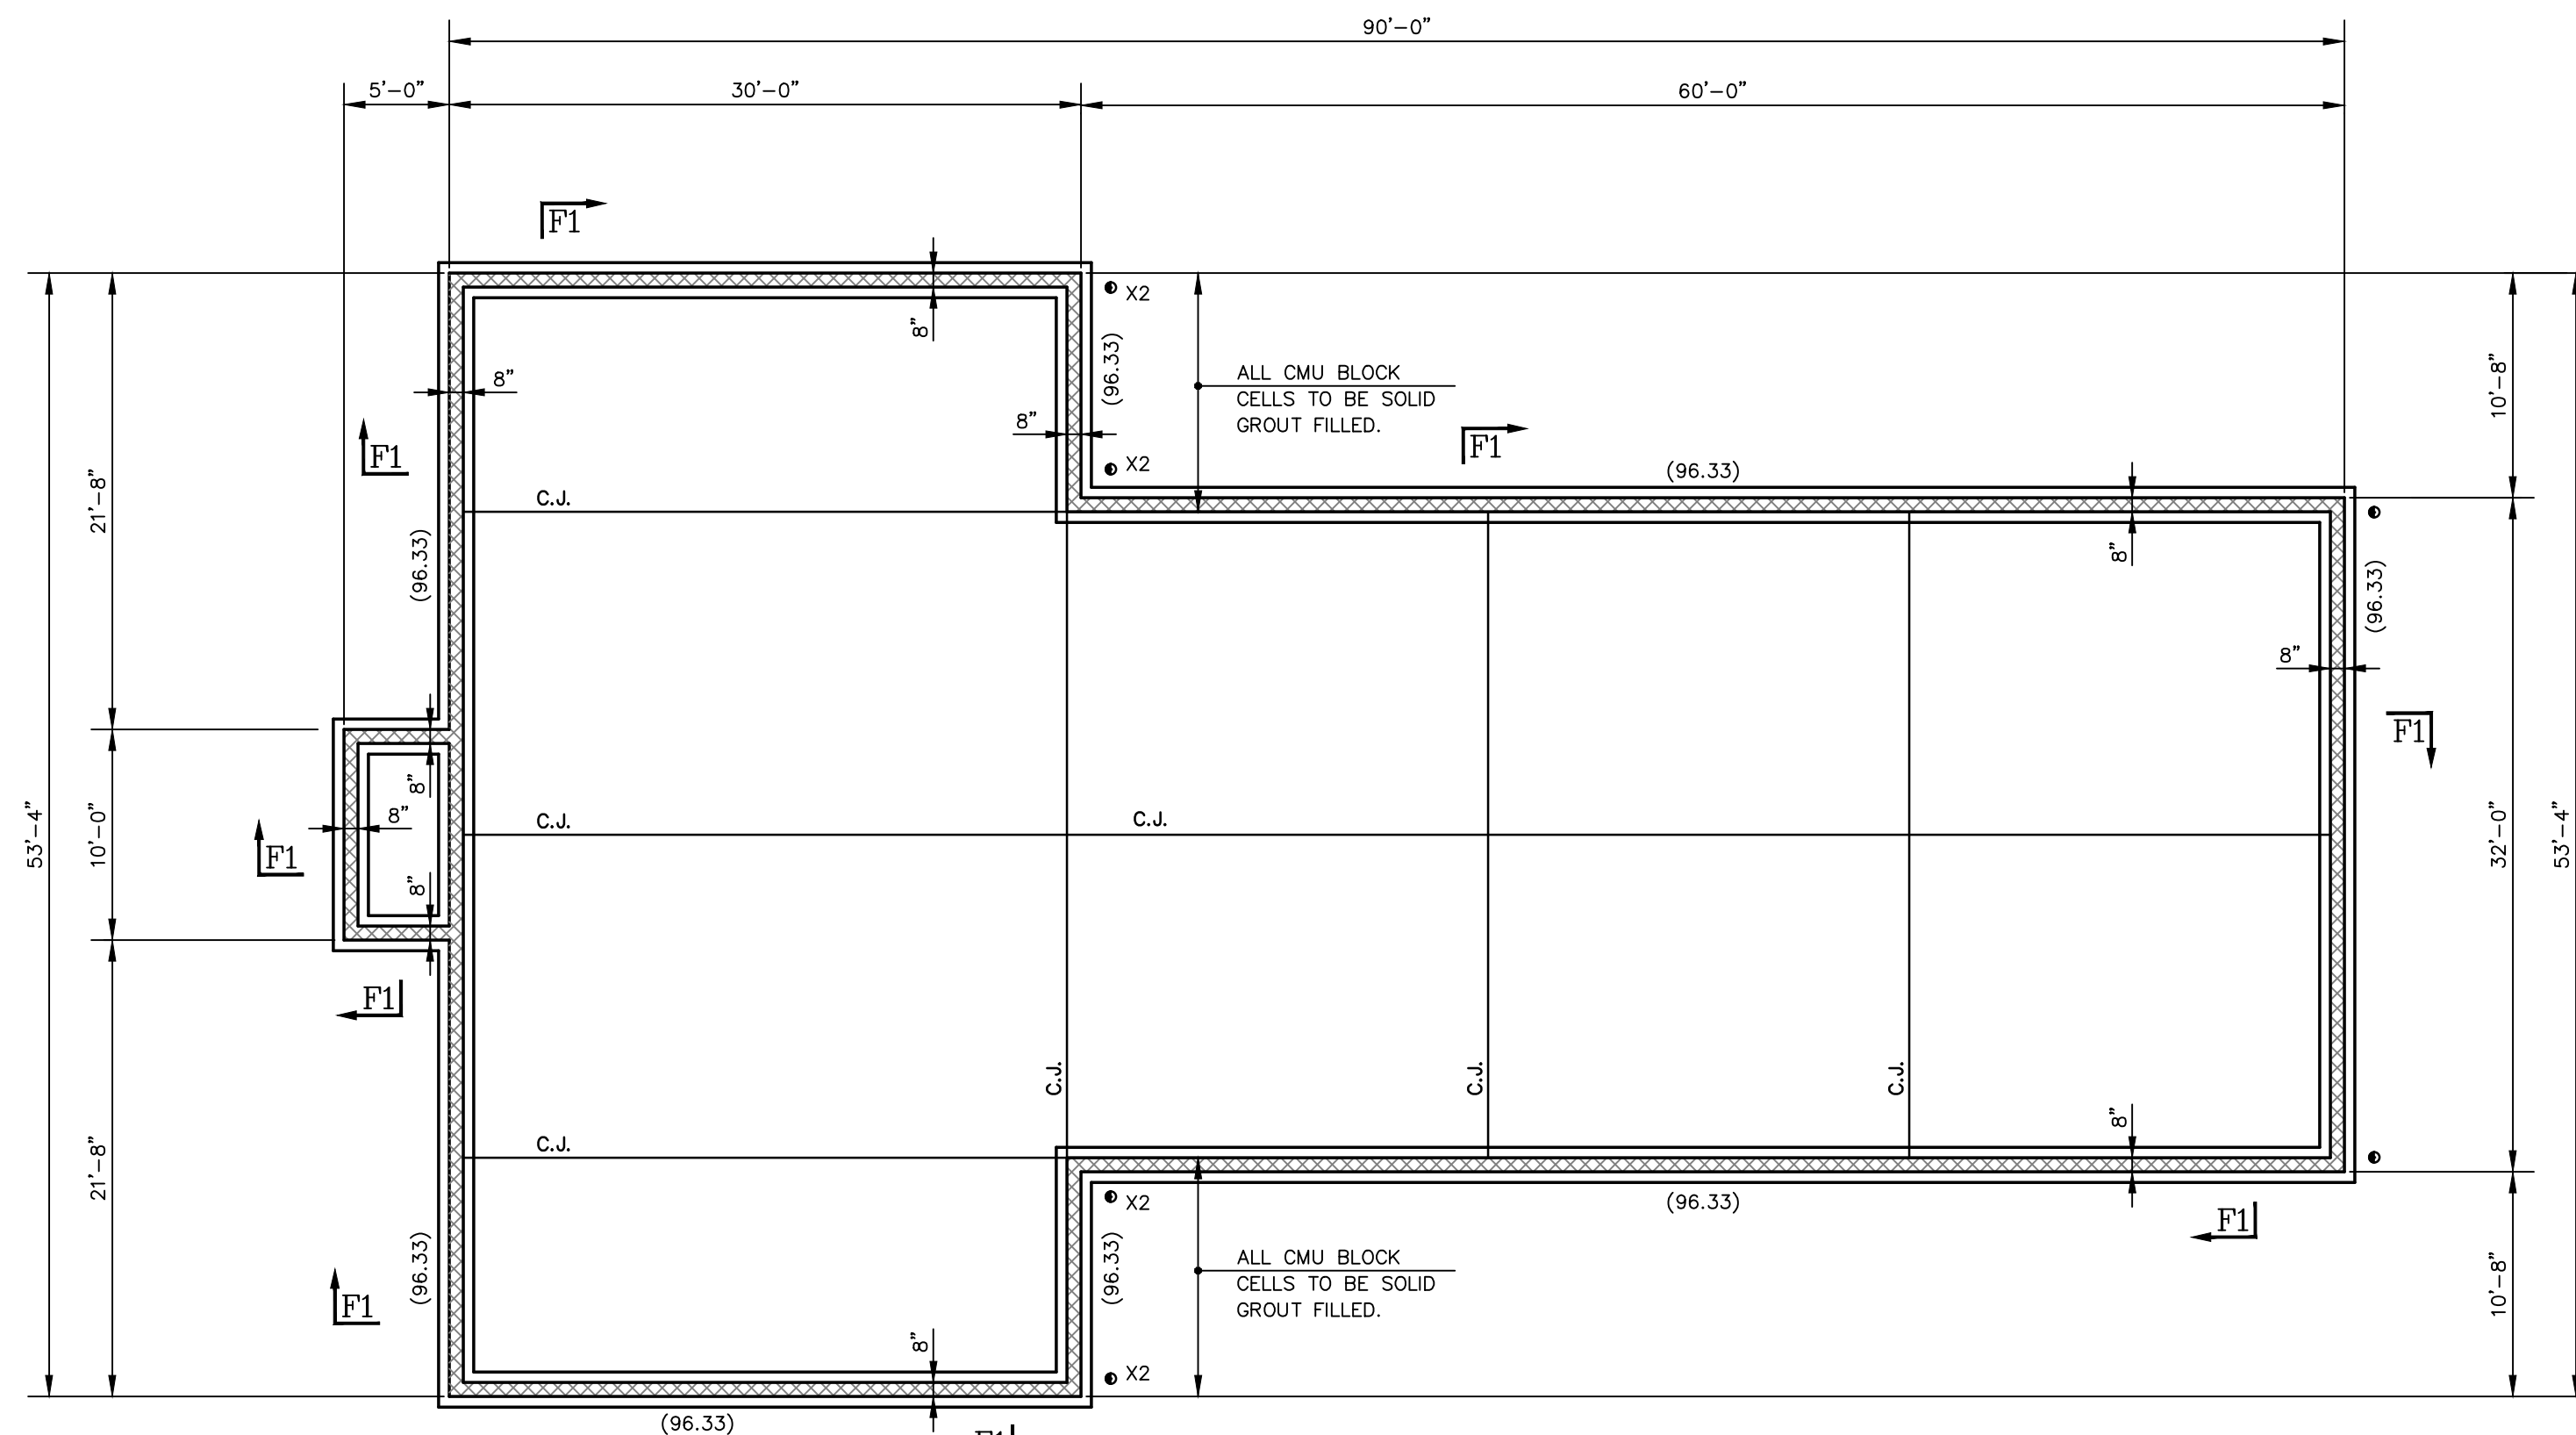 90'-0"
5'-0"
30'-0"
60'-0"
F1
X2
8"
(96.33)
10'-8"
ALL CMU BLOCK
CELLS TO BE SOLID
GROUT FILLED.
8"
8"
F1
F1
X2
(96.33)
21'-8"
C.J.
8"
(96.33)
(96.33)
8"
F1
8"
8"
53'-4"
10'-0"
C.J.
C.J.
32'-0"
53'-4"
F1
8"
F1
C.J.
C.J.
C.J.
8"
21'-8"
C.J.
X2
(96.33)
F1
(96.33)
(96.33)
ALL CMU BLOCK
CELLS TO BE SOLID
GROUT FILLED.
10'-8"
F1
8"
X2
(96.33)